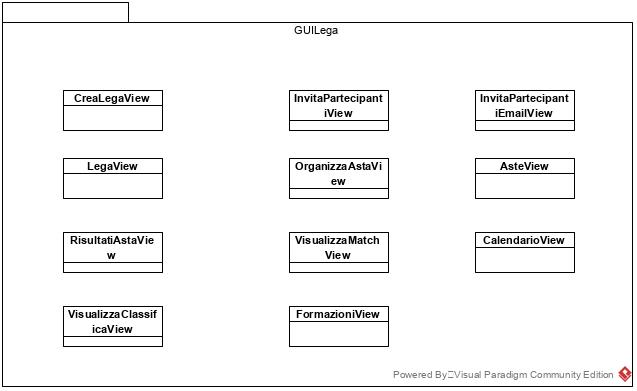 GUILega
CreaLegaView
InvitaPartecipant
iView
InvitaPartecipant
iEmailView
LegaView
OrganizzaAstaVi
ew
AsteView
RisultatiAstaVie
w
VisualizzaMatch
View
CalendarioView
VisualizzaClassif
icaView
FormazioniView
Powered By Visual Paradigm Community Edition